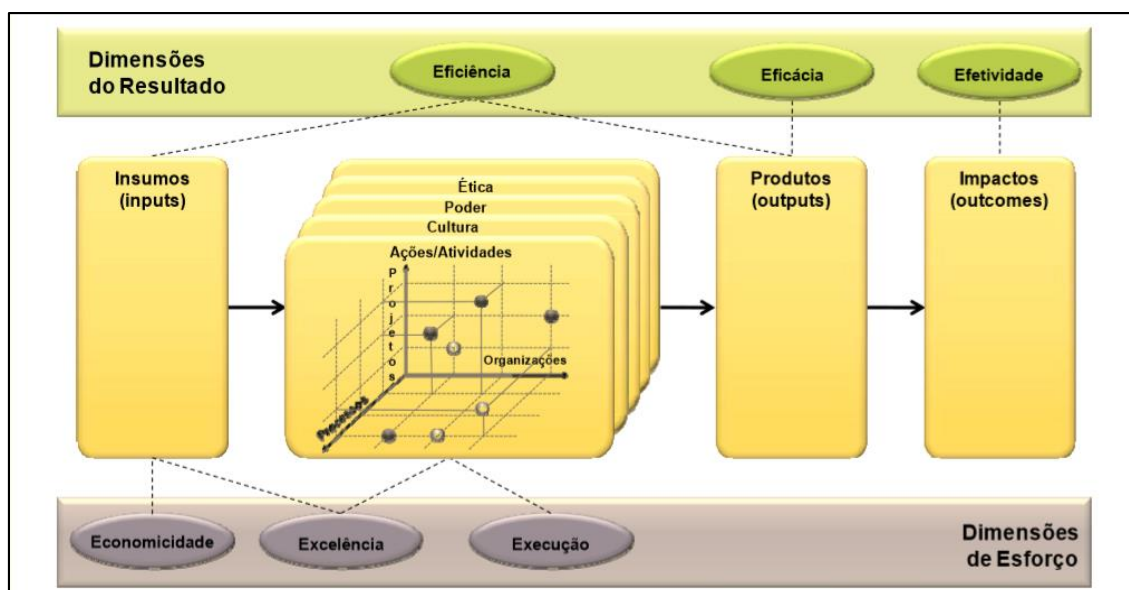 Dimensões
do Resultado
Eficiência
Eficácia
Efetividade
Insumos
(inputs)
Ética
Poder
Cultura
Ações/Atividades
Projetos
Organizações
Processos
Produtos
(outputs)
Impactos
(outcomes)
Economicidade
Excelência
Execução
Dimensões
de Esforço